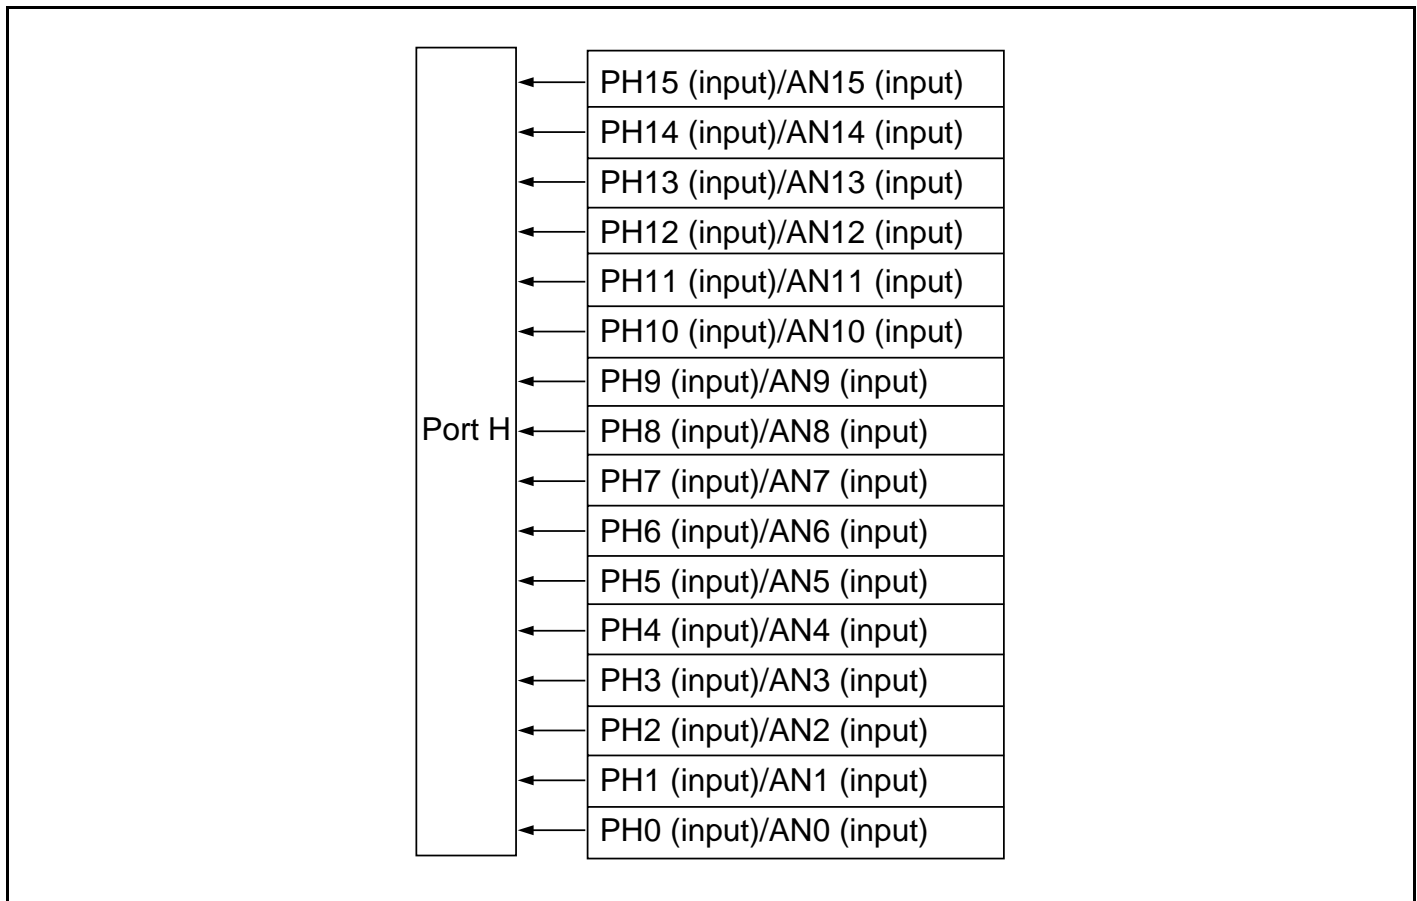 PH15 (input)/AN15 (input)
PH14 (input)/AN14 (input)
PH13 (input)/AN13 (input)
PH12 (input)/AN12 (input)
PH11 (input)/AN11 (input)
PH10 (input)/AN10 (input)
PH9 (input)/AN9 (input)
Port H
PH8 (input)/AN8 (input)
PH7 (input)/AN7 (input)
PH6 (input)/AN6 (input)
PH5 (input)/AN5 (input)
PH4 (input)/AN4 (input)
PH3 (input)/AN3 (input)
PH2 (input)/AN2 (input)
PH1 (input)/AN1 (input)
PH0 (input)/AN0 (input)